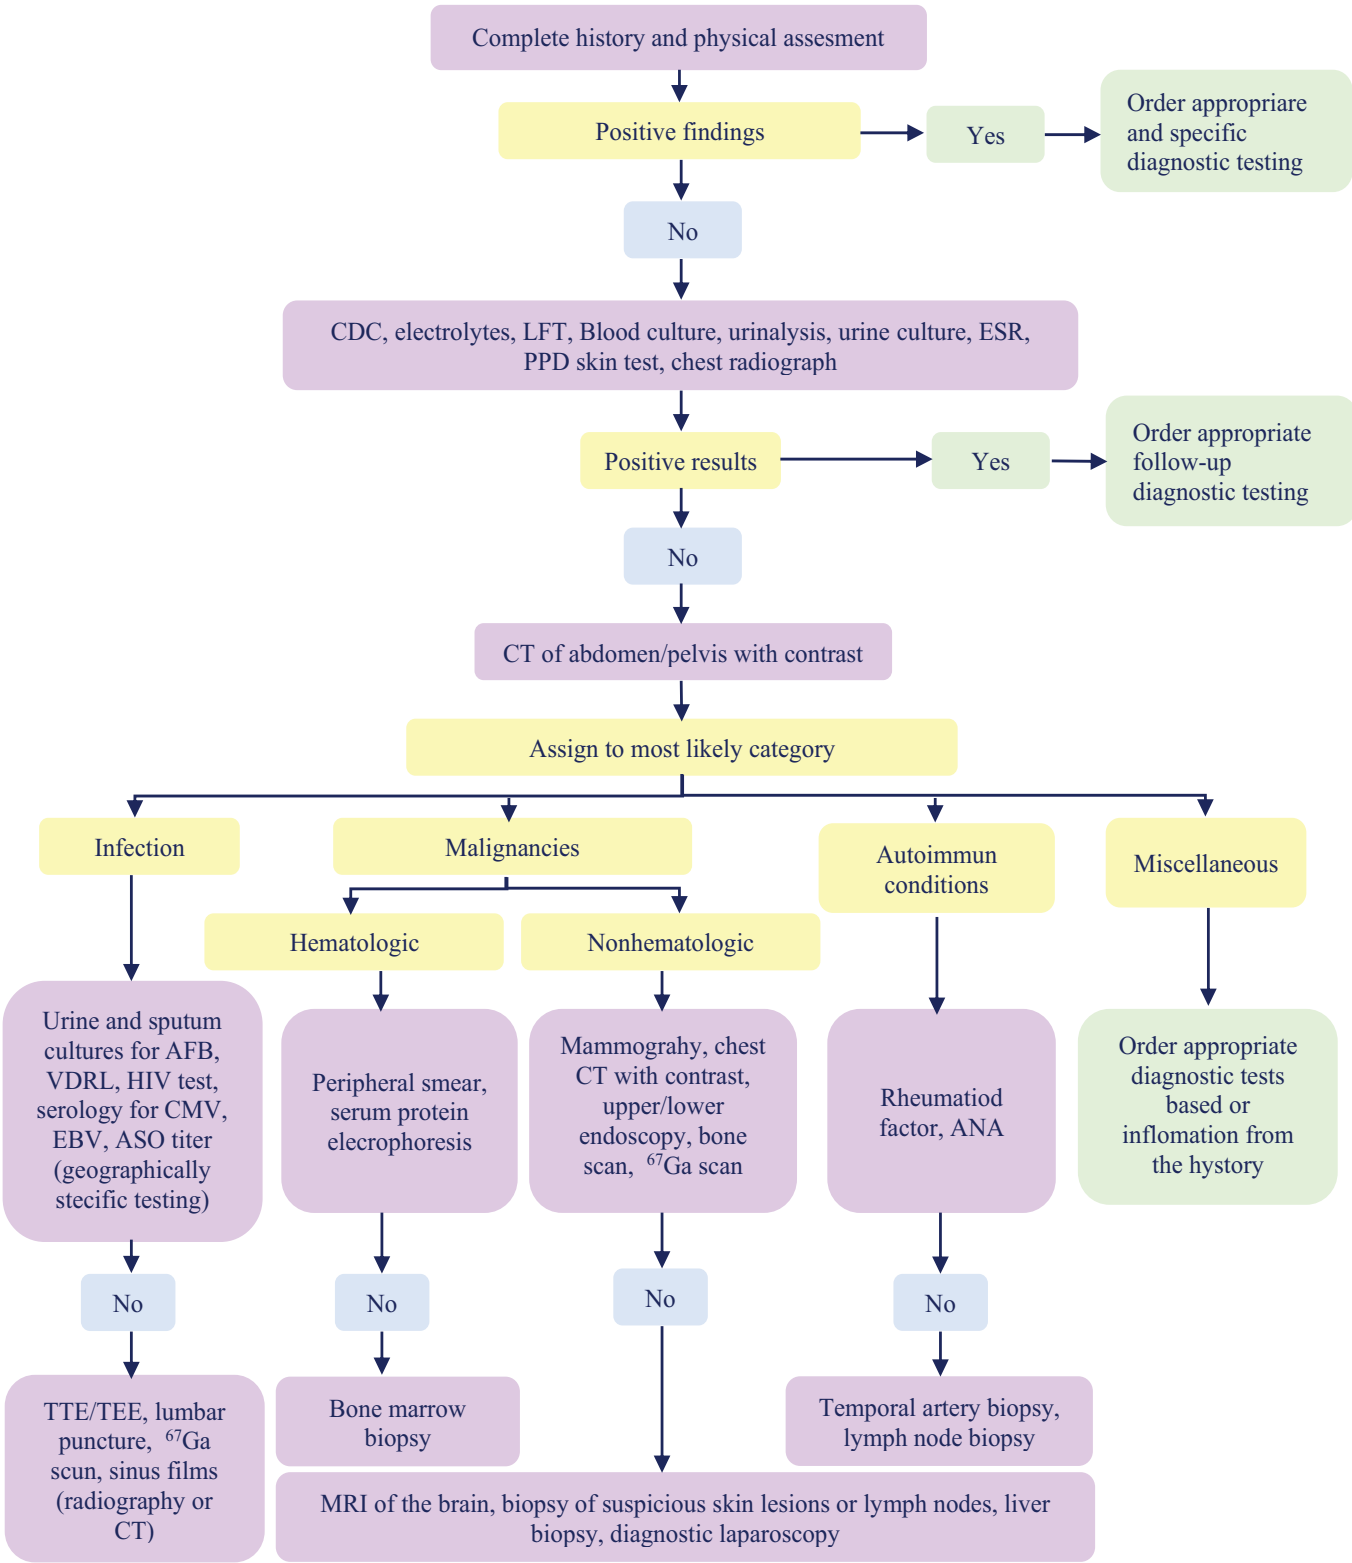 Complete history and physical assesment
Positive findings
Yes
Order appropriare
and specific
diagnostic testing
No
CDC, electrolytes, LFT, Blood culture, urinalysis, urine culture, ESR,
PPD skin test, chest radiograph
Positive results
Yes
Order appropriate
follow-up
diagnostic testing
No
CT of abdomen/pelvis with contrast
Assign to most likely category
Infection
Malignancies
Autoimmun
conditions
Miscellaneous
Hematologic
Nonhematologic
Urine and sputum
cultures for AFB,
VDRL, HIV test,
serology for CMV,
EBV, ASO titer
(geographically
stecific testing)
Peripheral smear,
serum protein
elecrophoresis
Mammograhy, chest
CT with contrast,
upper/lower
endoscopy, bone
scan, ⁶⁷Ga scan
Rheumatiod
factor, ANA
Order appropriate
diagnostic tests
based or
inflomation from
the hystory
No
No
No
No
TTE/TEE, lumbar
puncture, ⁶⁷Ga
scun, sinus films
(radiography or
CT)
Bone marrow
biopsy
Temporal artery biopsy,
lymph node biopsy
MRI of the brain, biopsy of suspicious skin lesions or lymph nodes, liver
biopsy, diagnostic laparoscopy